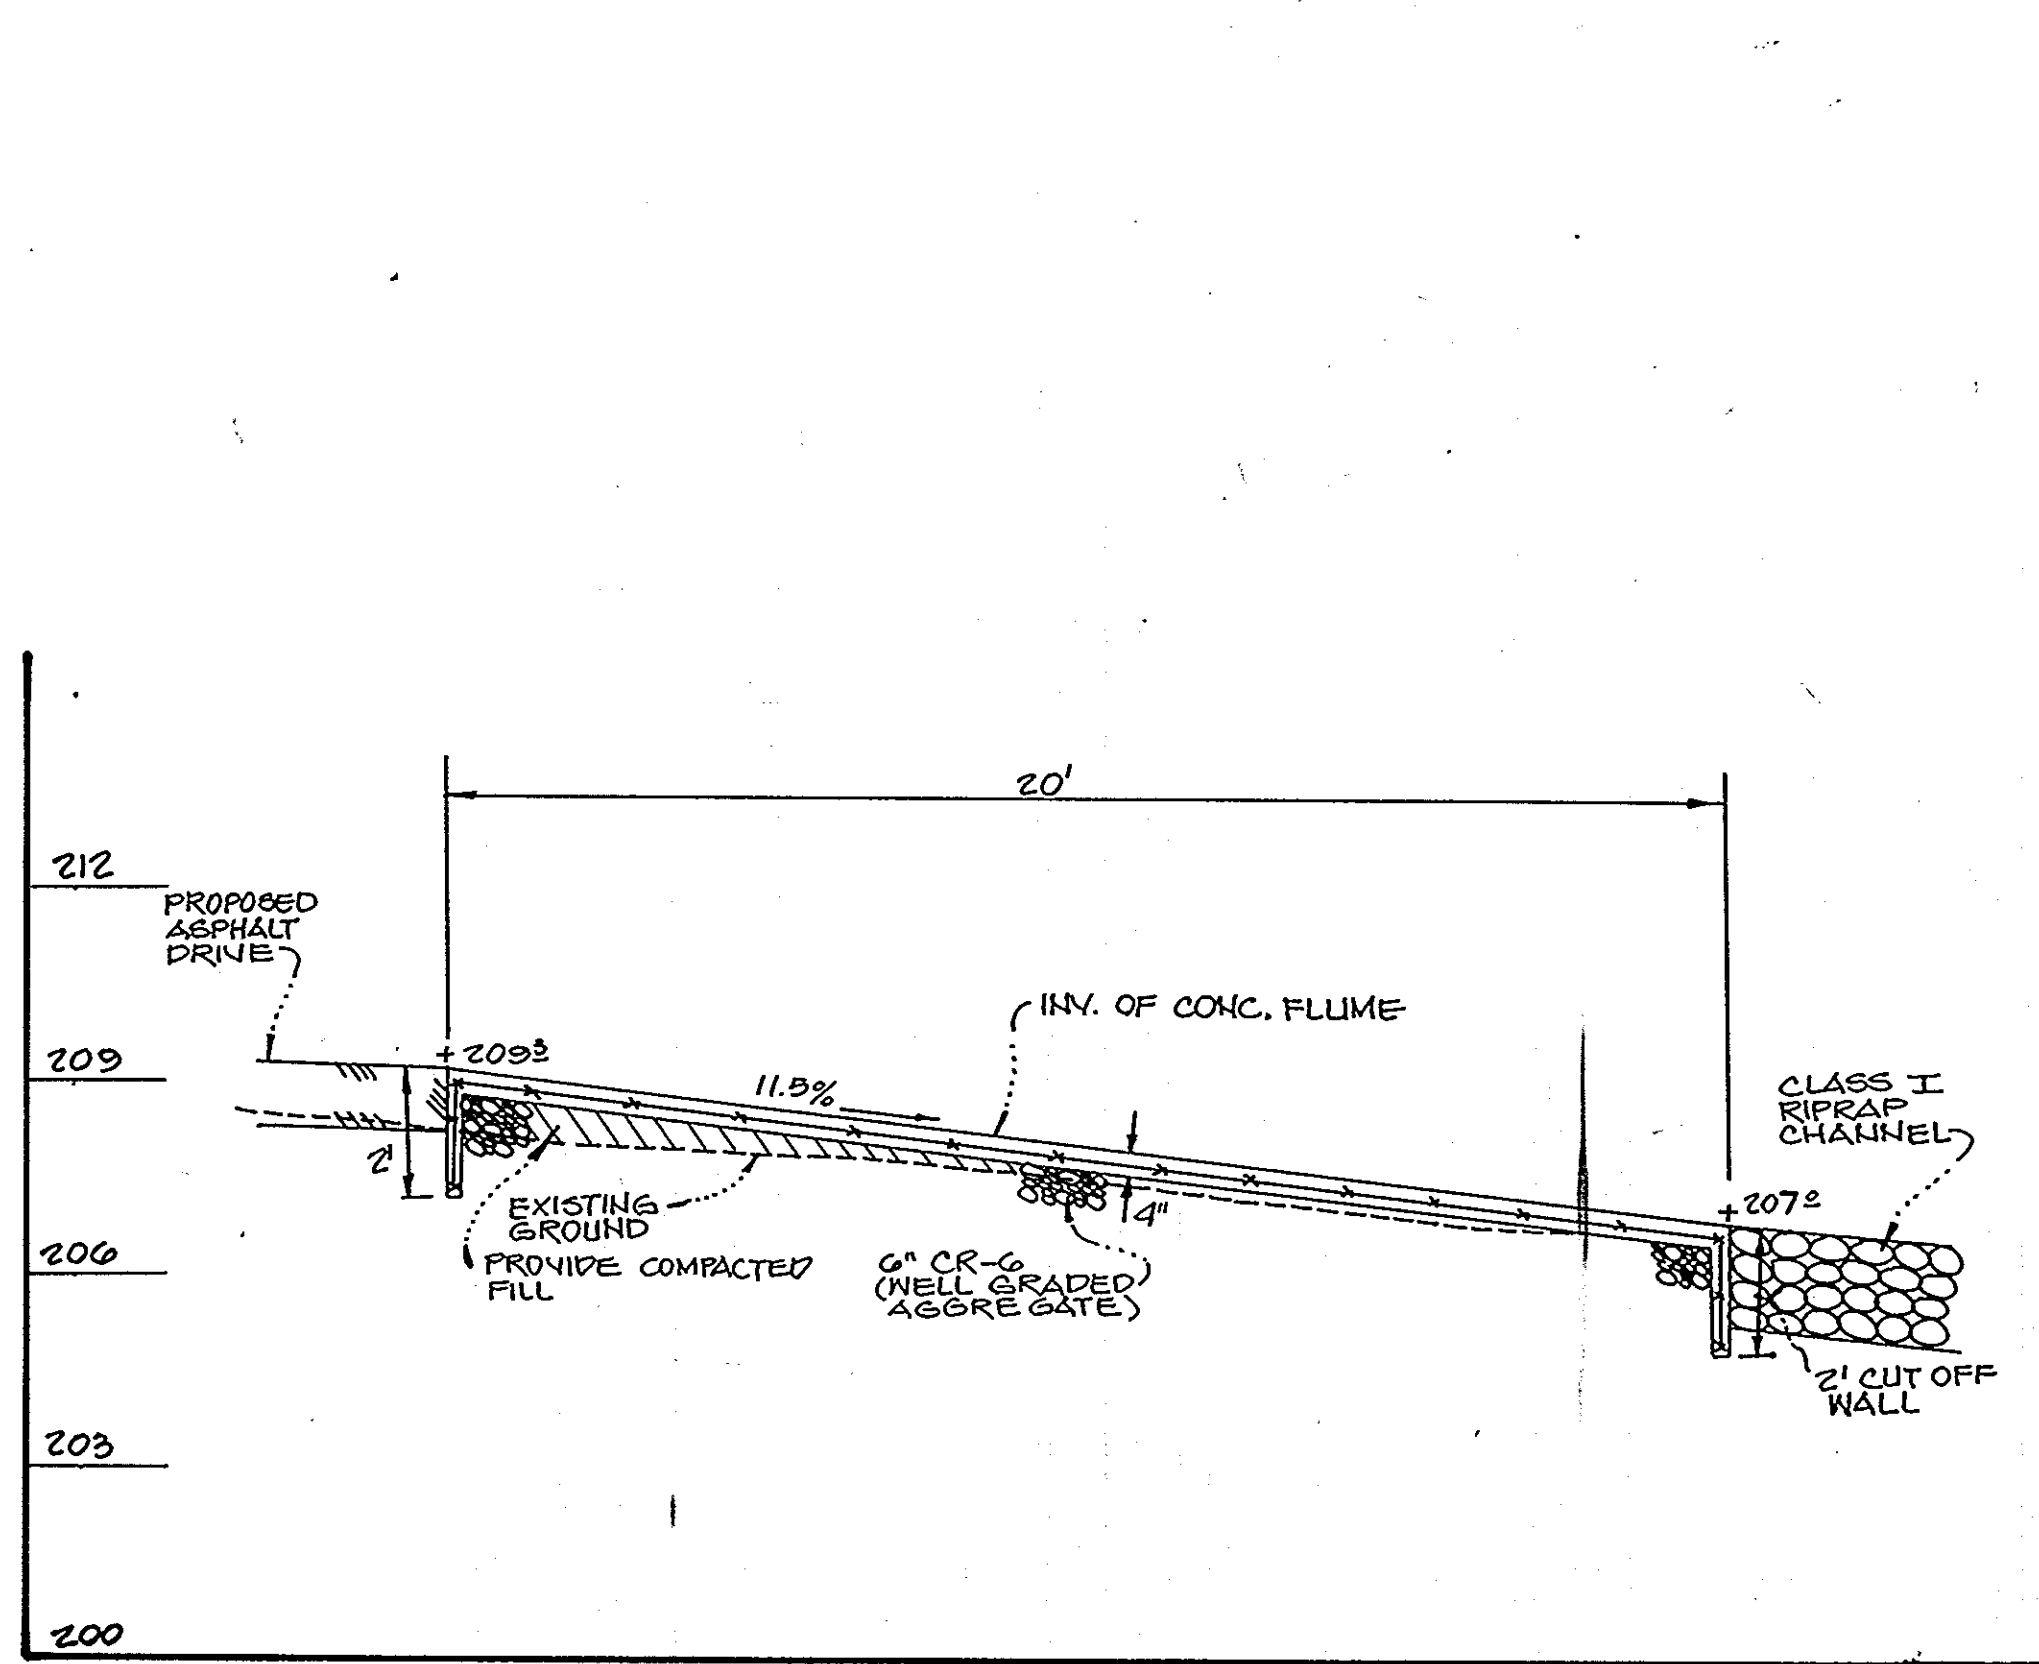 20'
212
PROPOSED
ASPHALT
DRIVE
INV. OF CONC. FLUME
209
209³
11.5%
CLASS I
RIPRAP
CHANNEL
2'
4"
207⁰
EXISTING
GROUND
206
PROVIDE COMPACTED
FILL
6" CR-6
(WELL GRADED
AGGREGATE)
2' CUT OFF
WALL
203
200